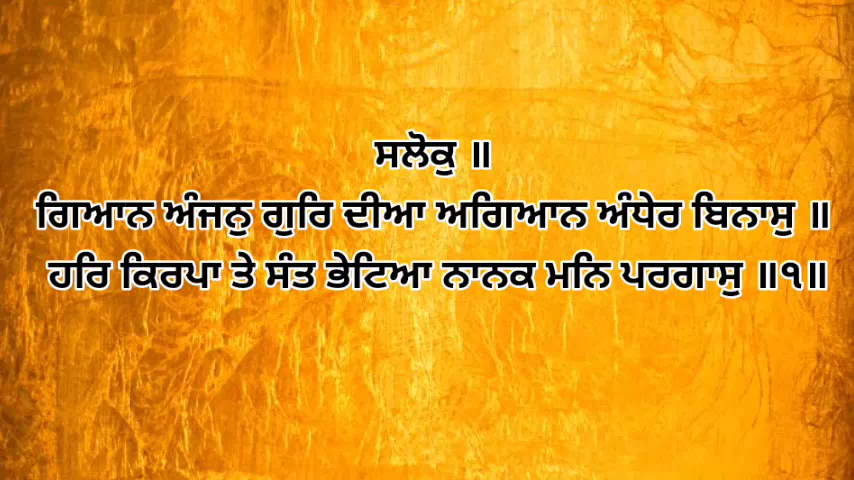 ਸਲੋਕੁ ॥
ਗਿਆਨ ਅੰਜਨੁ ਗੁਰਿ ਦੀਆ ਅਗਿਆਨ ਅੰਧੇਰ ਬਿਨਾਸੁ ॥
ਹਰਿ ਕਿਰਪਾ ਤੇ ਸੰਤ ਭੇਟਿਆ ਨਾਨਕ ਮਨਿ ਪਰਗਾਸੁ ॥੧॥